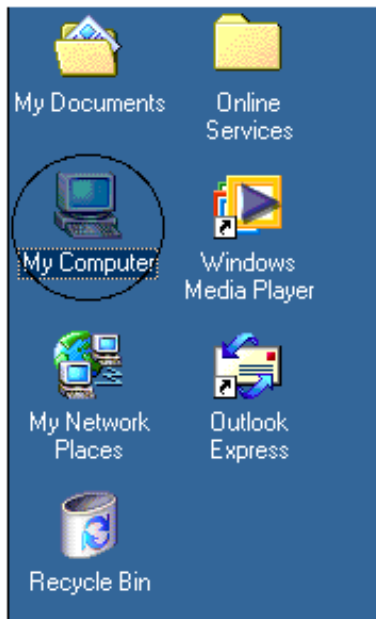 My Documents
Online
Services
My Computer
Windows
Media Player
My Network
Places
Outlook
Express
Recycle Bin